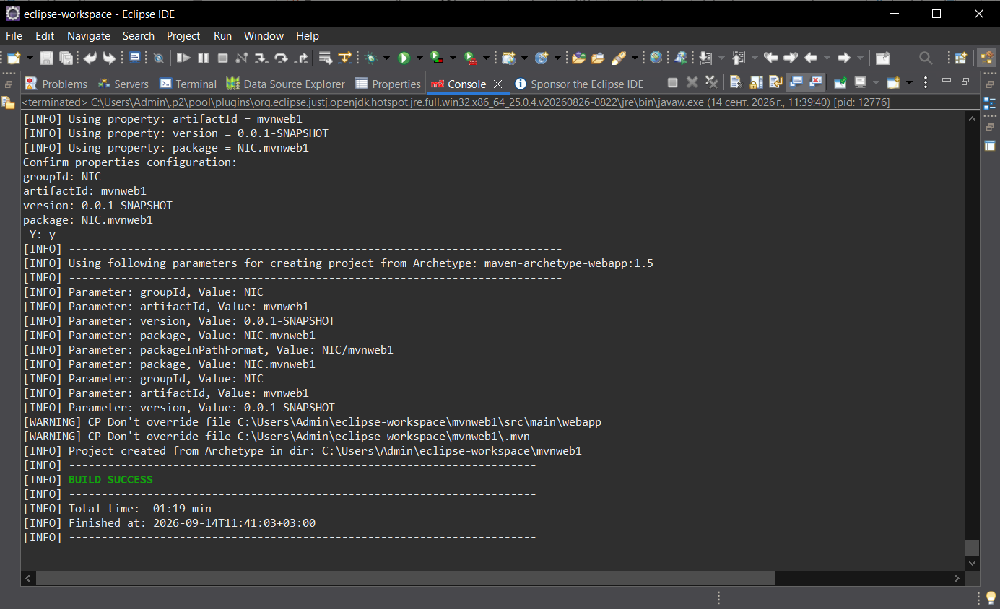 eclipse-workspace - Eclipse IDE
File Edit Navigate Search Project Run Window Help
Problems Servers Terminal Data Source Explorer Properties m2 Console Sponsor the Eclipse IDE
<terminated> C:\Users\Admin\.p2\pool\plugins\org.eclipse.justj.openjdk.hotspot.jre.full.win32.x86_64_25.0.4.v20260826-0822\jre\bin\javaw.exe (14 сент. 2026 г., 11:39:40) [pid: 12776]
[INFO] Using property: artifactId = mvnweb1
[INFO] Using property: version = 0.0.1-SNAPSHOT
[INFO] Using property: package = NIC.mvnweb1
Confirm properties configuration:
groupId: NIC
artifactId: mvnweb1
version: 0.0.1-SNAPSHOT
package: NIC.mvnweb1
 Y: y
[INFO] ----------------------------------------------------------------------------
[INFO] Using following parameters for creating project from Archetype: maven-archetype-webapp:1.5
[INFO] ----------------------------------------------------------------------------
[INFO] Parameter: groupId, Value: NIC
[INFO] Parameter: artifactId, Value: mvnweb1
[INFO] Parameter: version, Value: 0.0.1-SNAPSHOT
[INFO] Parameter: package, Value: NIC.mvnweb1
[INFO] Parameter: packageInPathFormat, Value: NIC/mvnweb1
[INFO] Parameter: package, Value: NIC.mvnweb1
[INFO] Parameter: groupId, Value: NIC
[INFO] Parameter: artifactId, Value: mvnweb1
[INFO] Parameter: version, Value: 0.0.1-SNAPSHOT
[WARNING] CP Don't override file C:\Users\Admin\eclipse-workspace\mvnweb1\src\main\webapp
[WARNING] CP Don't override file C:\Users\Admin\eclipse-workspace\mvnweb1\.mvn
[INFO] Project created from Archetype in dir: C:\Users\Admin\eclipse-workspace\mvnweb1
[INFO] ------------------------------------------------------------------------
[INFO] BUILD SUCCESS
[INFO] ------------------------------------------------------------------------
[INFO] Total time:  01:19 min
[INFO] Finished at: 2026-09-14T11:41:03+03:00
[INFO] ------------------------------------------------------------------------